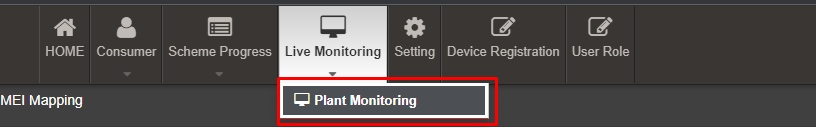 HOME Consumer Scheme Progress Live Monitoring Setting Device Registration User Role
Plant Monitoring
MEI Mapping